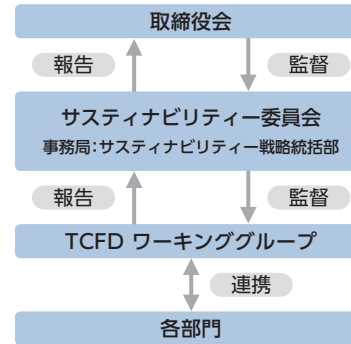 取締役会
報告
監督
サスティナビリティー委員会
事務局：サスティナビリティー戦略統括部
報告
監督
TCFD ワーキンググループ
連携
各部門